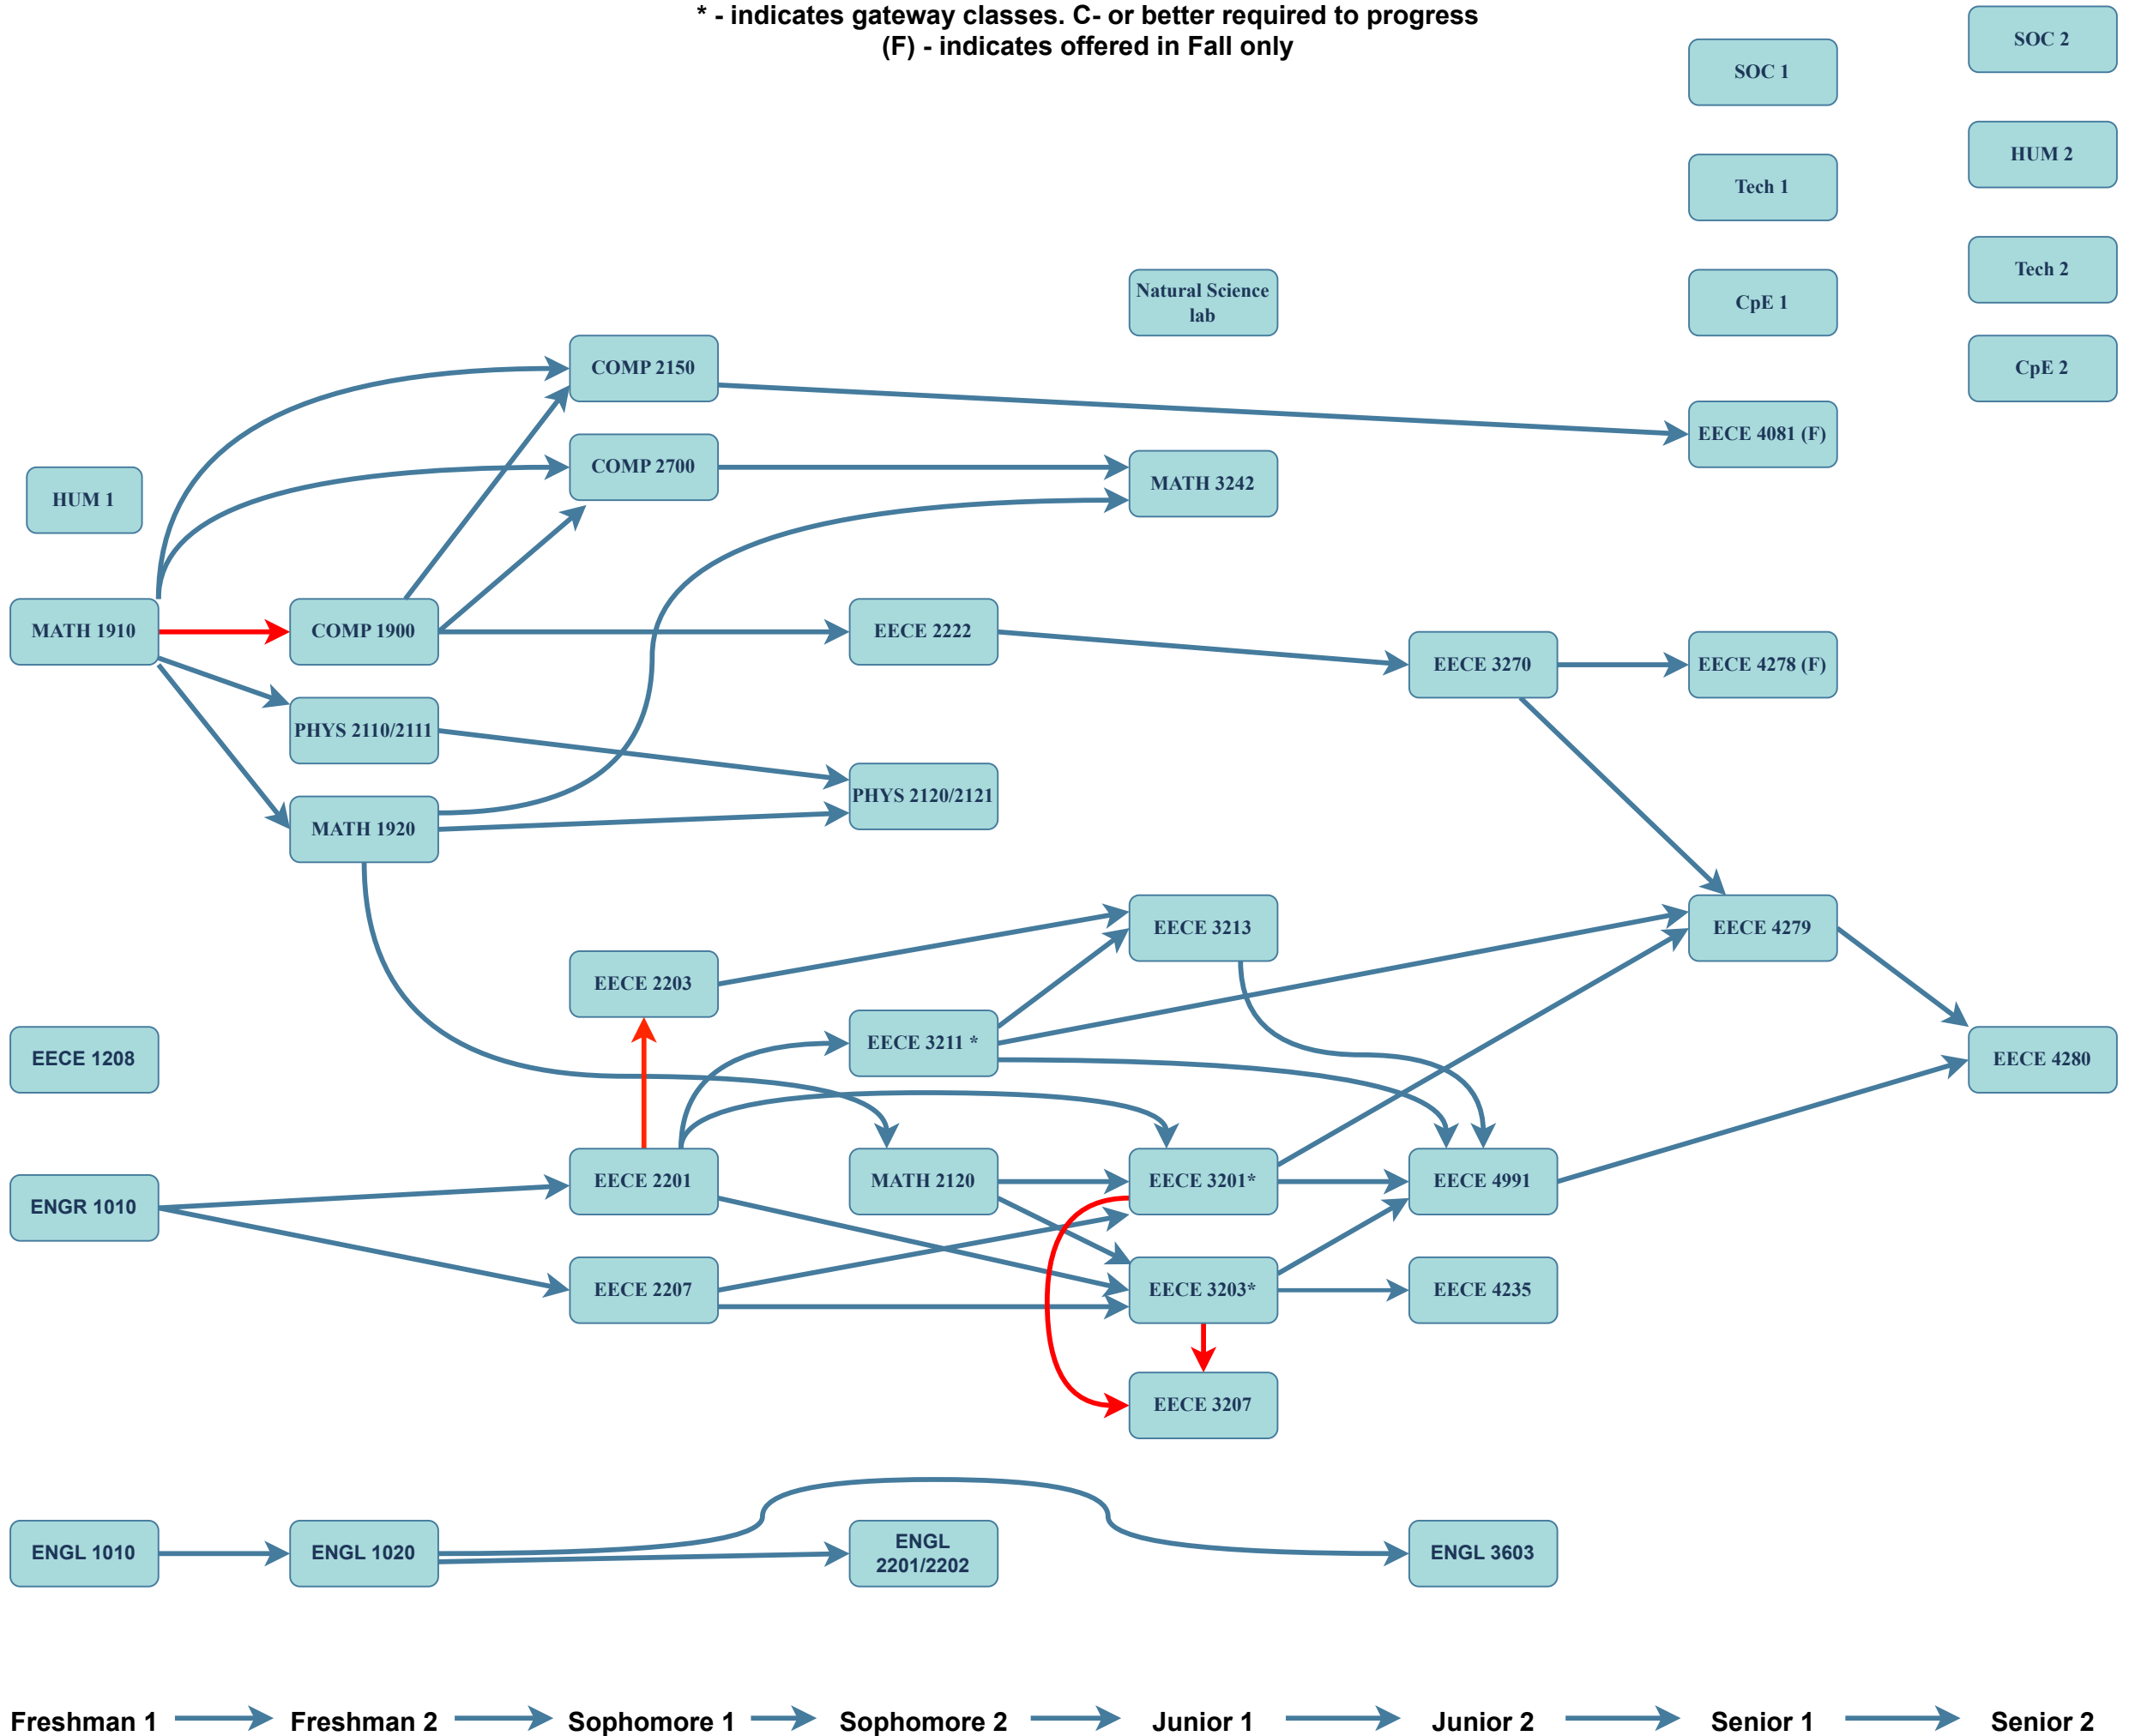 * - indicates gateway classes. C- or better required to progress
(F) - indicates offered in Fall only
SOC 2
SOC 1
HUM 2
Tech 1
Tech 2
Natural Science
lab
CpE 1
COMP 2150
CpE 2
EECE 4081 (F)
COMP 2700
MATH 3242
HUM 1
MATH 1910
COMP 1900
EECE 2222
EECE 3270
EECE 4278 (F)
PHYS 2110/2111
PHYS 2120/2121
MATH 1920
EECE 3213
EECE 4279
EECE 2203
EECE 3211 *
EECE 1208
EECE 4280
ENGR 1010
EECE 2201
MATH 2120
EECE 3201*
EECE 4991
EECE 2207
EECE 3203*
EECE 4235
EECE 3207
ENGL 1010
ENGL 1020
ENGL
2201/2202
ENGL 3603
Freshman 1
Freshman 2
Sophomore 1
Sophomore 2
Junior 1
Junior 2
Senior 1
Senior 2